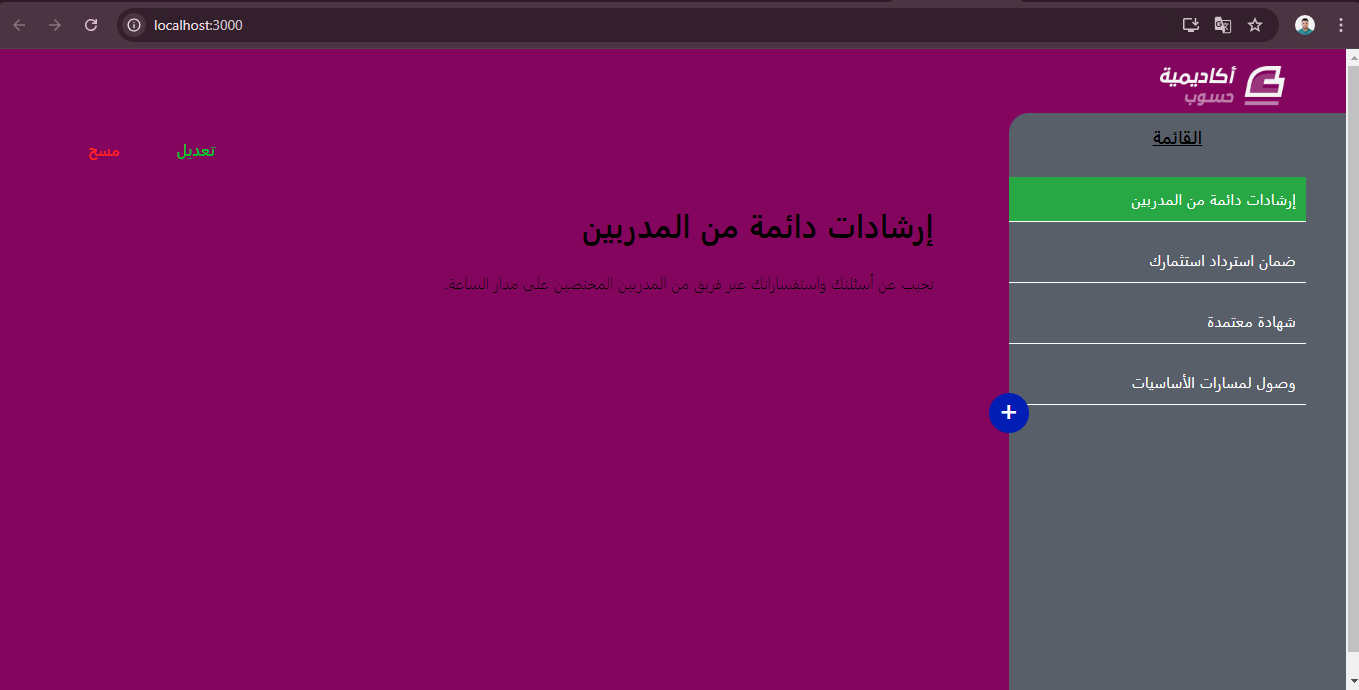 localhost:3000
أكاديمية
حسوب
القائمة
إرشادات دائمة من المدربين
ضمان استرداد استثمارك
شهادة معتمدة
وصول لمسارات الأساسيات
+
تعديل
مسح
إرشادات دائمة من المدربين
نجيب عن أسئلتك واستفساراتك عبر فريق من المدربين المختصين على مدار الساعة.